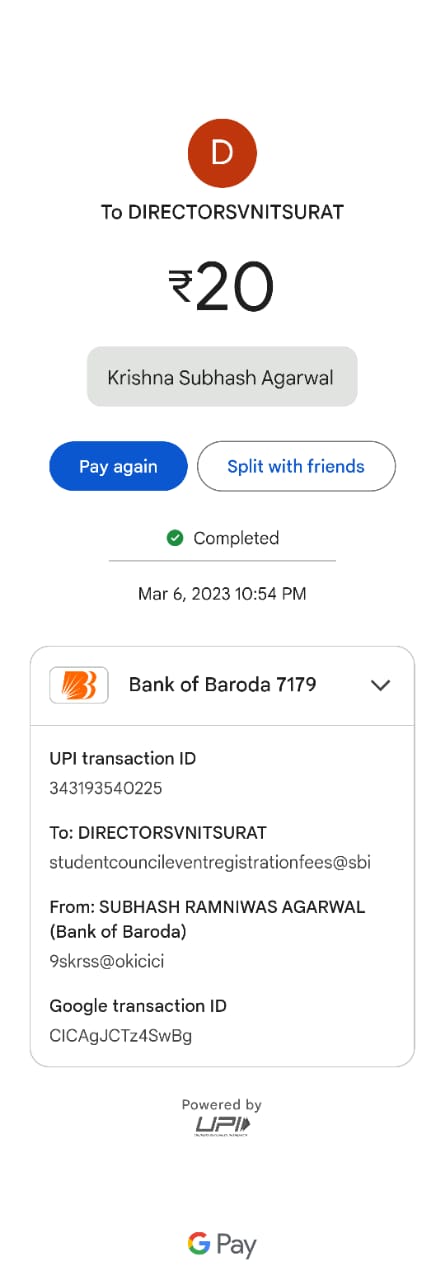 D
To DIRECTORSVNITSURAT
₹20
Krishna Subhash Agarwal
Pay again
Split with friends
Completed
Mar 6, 2023 10:54 PM
Bank of Baroda 7179
UPI transaction ID
343193540225
To: DIRECTORSVNITSURAT
studentcouncileventregistrationfees@sbi
From: SUBHASH RAMNIWAS AGARWAL
(Bank of Baroda)
9skrss@okicici
Google transaction ID
CICAgJCTz4SwBg
Powered by
UPI
G Pay